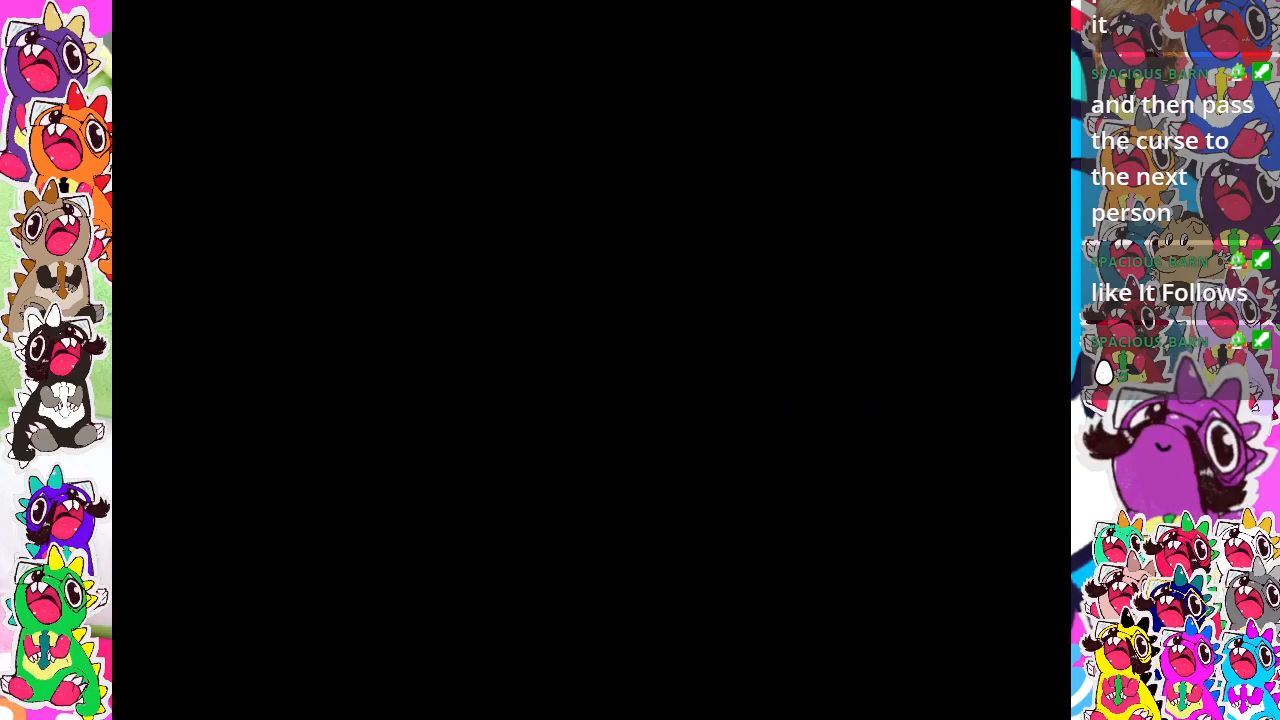 it
SPACIOUS_BARN
and then pass
the curse to
the next
person
SPACIOUS_BARN
like It Follows
SPACIOUS_BARN